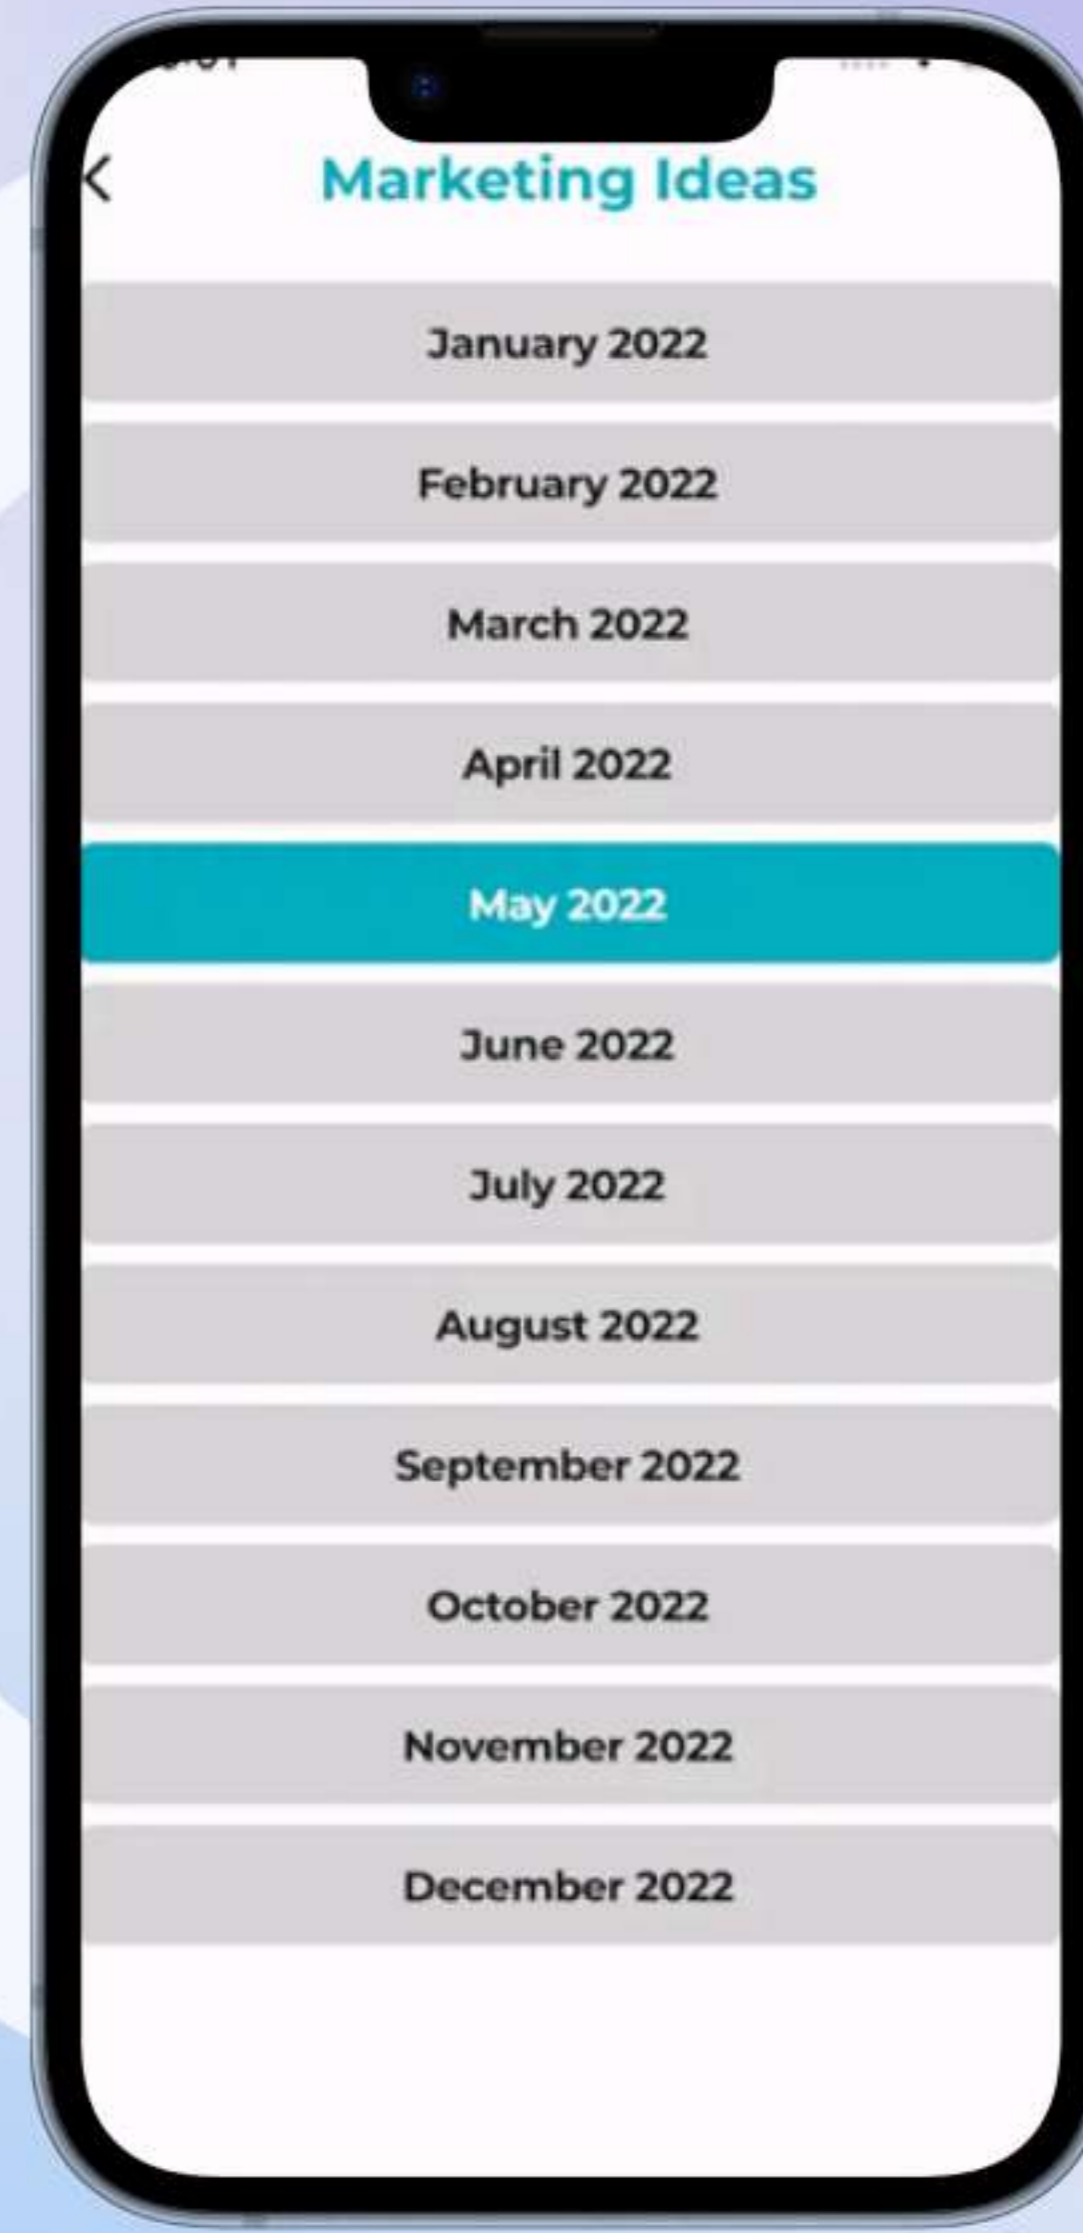 Marketing Ideas
January 2022
February 2022
March 2022
April 2022
May 2022
June 2022
July 2022
August 2022
September 2022
October 2022
November 2022
December 2022